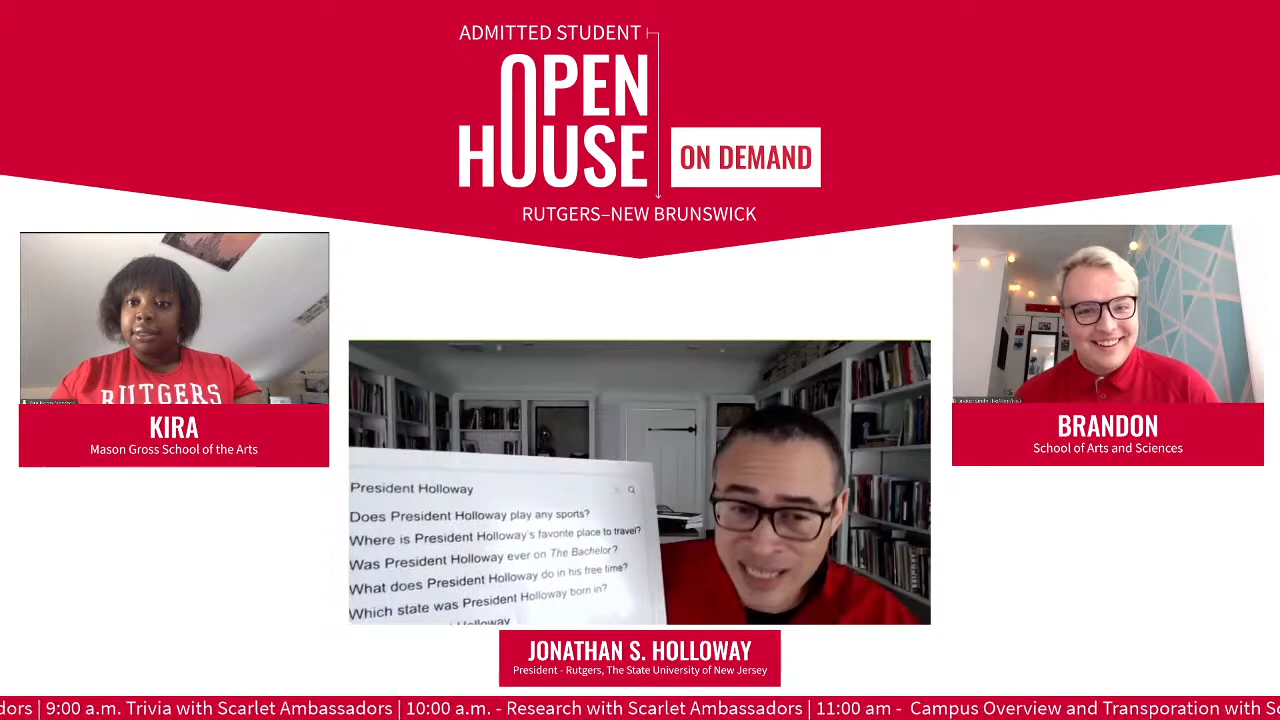 ADMITTED STUDENT
OPEN
HOUSE
ON DEMAND
RUTGERS–NEW BRUNSWICK
RUTGERS
KIRA
Mason Gross School of the Arts
BRANDON
School of Arts and Sciences
President Holloway
Does President Holloway play any sports?
Where is President Holloway's favorite place to travel?
Was President Holloway ever on The Bachelor?
What does President Holloway do in his free time?
Which state was President Holloway born in?
Holloway
JONATHAN S. HOLLOWAY
President - Rutgers, The State University of New Jersey
dors | 9:00 a.m. Trivia with Scarlet Ambassadors | 10:00 a.m. - Research with Scarlet Ambassadors | 11:00 am - Campus Overview and Transporation with Sc